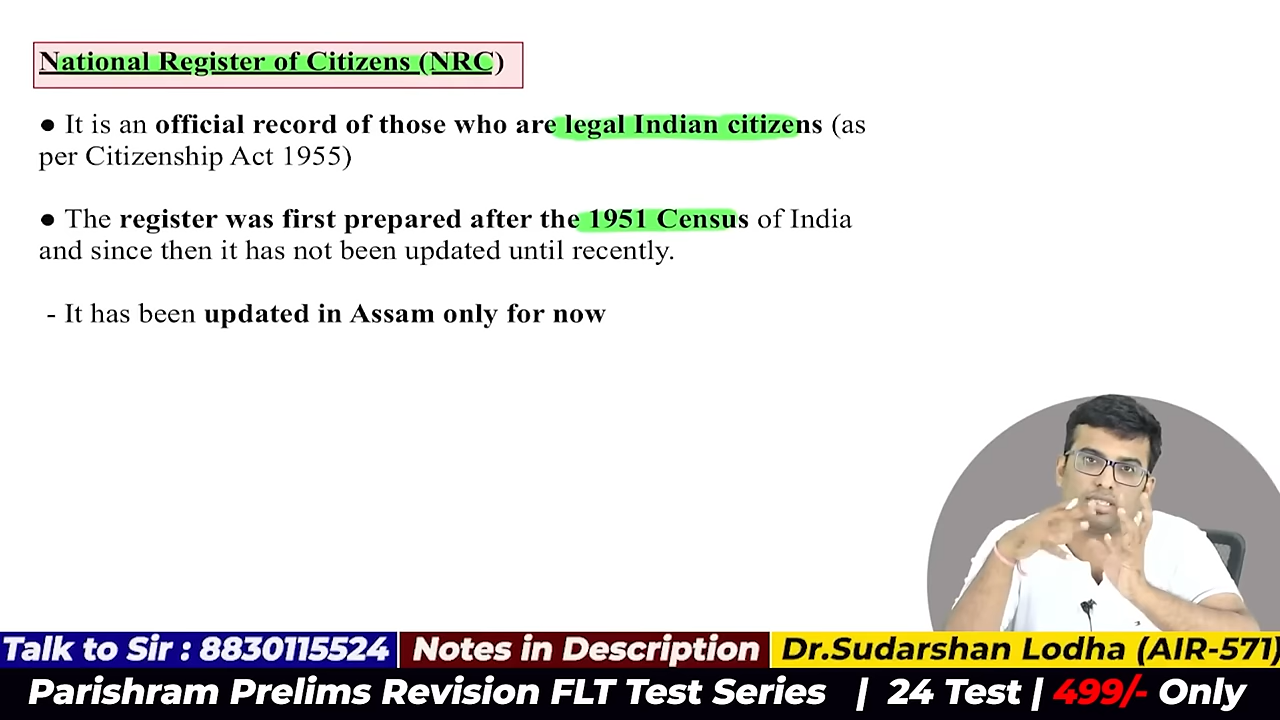 National Register of Citizens (NRC)
● It is an official record of those who are legal Indian citizens (as
per Citizenship Act 1955)
● The register was first prepared after the 1951 Census of India
and since then it has not been updated until recently.
- It has been updated in Assam only for now
Talk to Sir : 8830115524 Notes in Description Dr.Sudarshan Lodha (AIR-571)
Parishram Prelims Revision FLT Test Series | 24 Test | 499/- Only